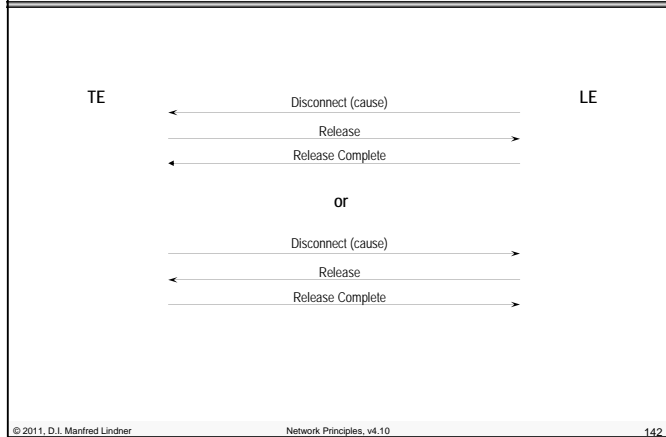 TE
LE
Disconnect (cause)
Release
Release Complete
or
Disconnect (cause)
Release
Release Complete
© 2011, D.I. Manfred Lindner
Network Principles, v4.10
142